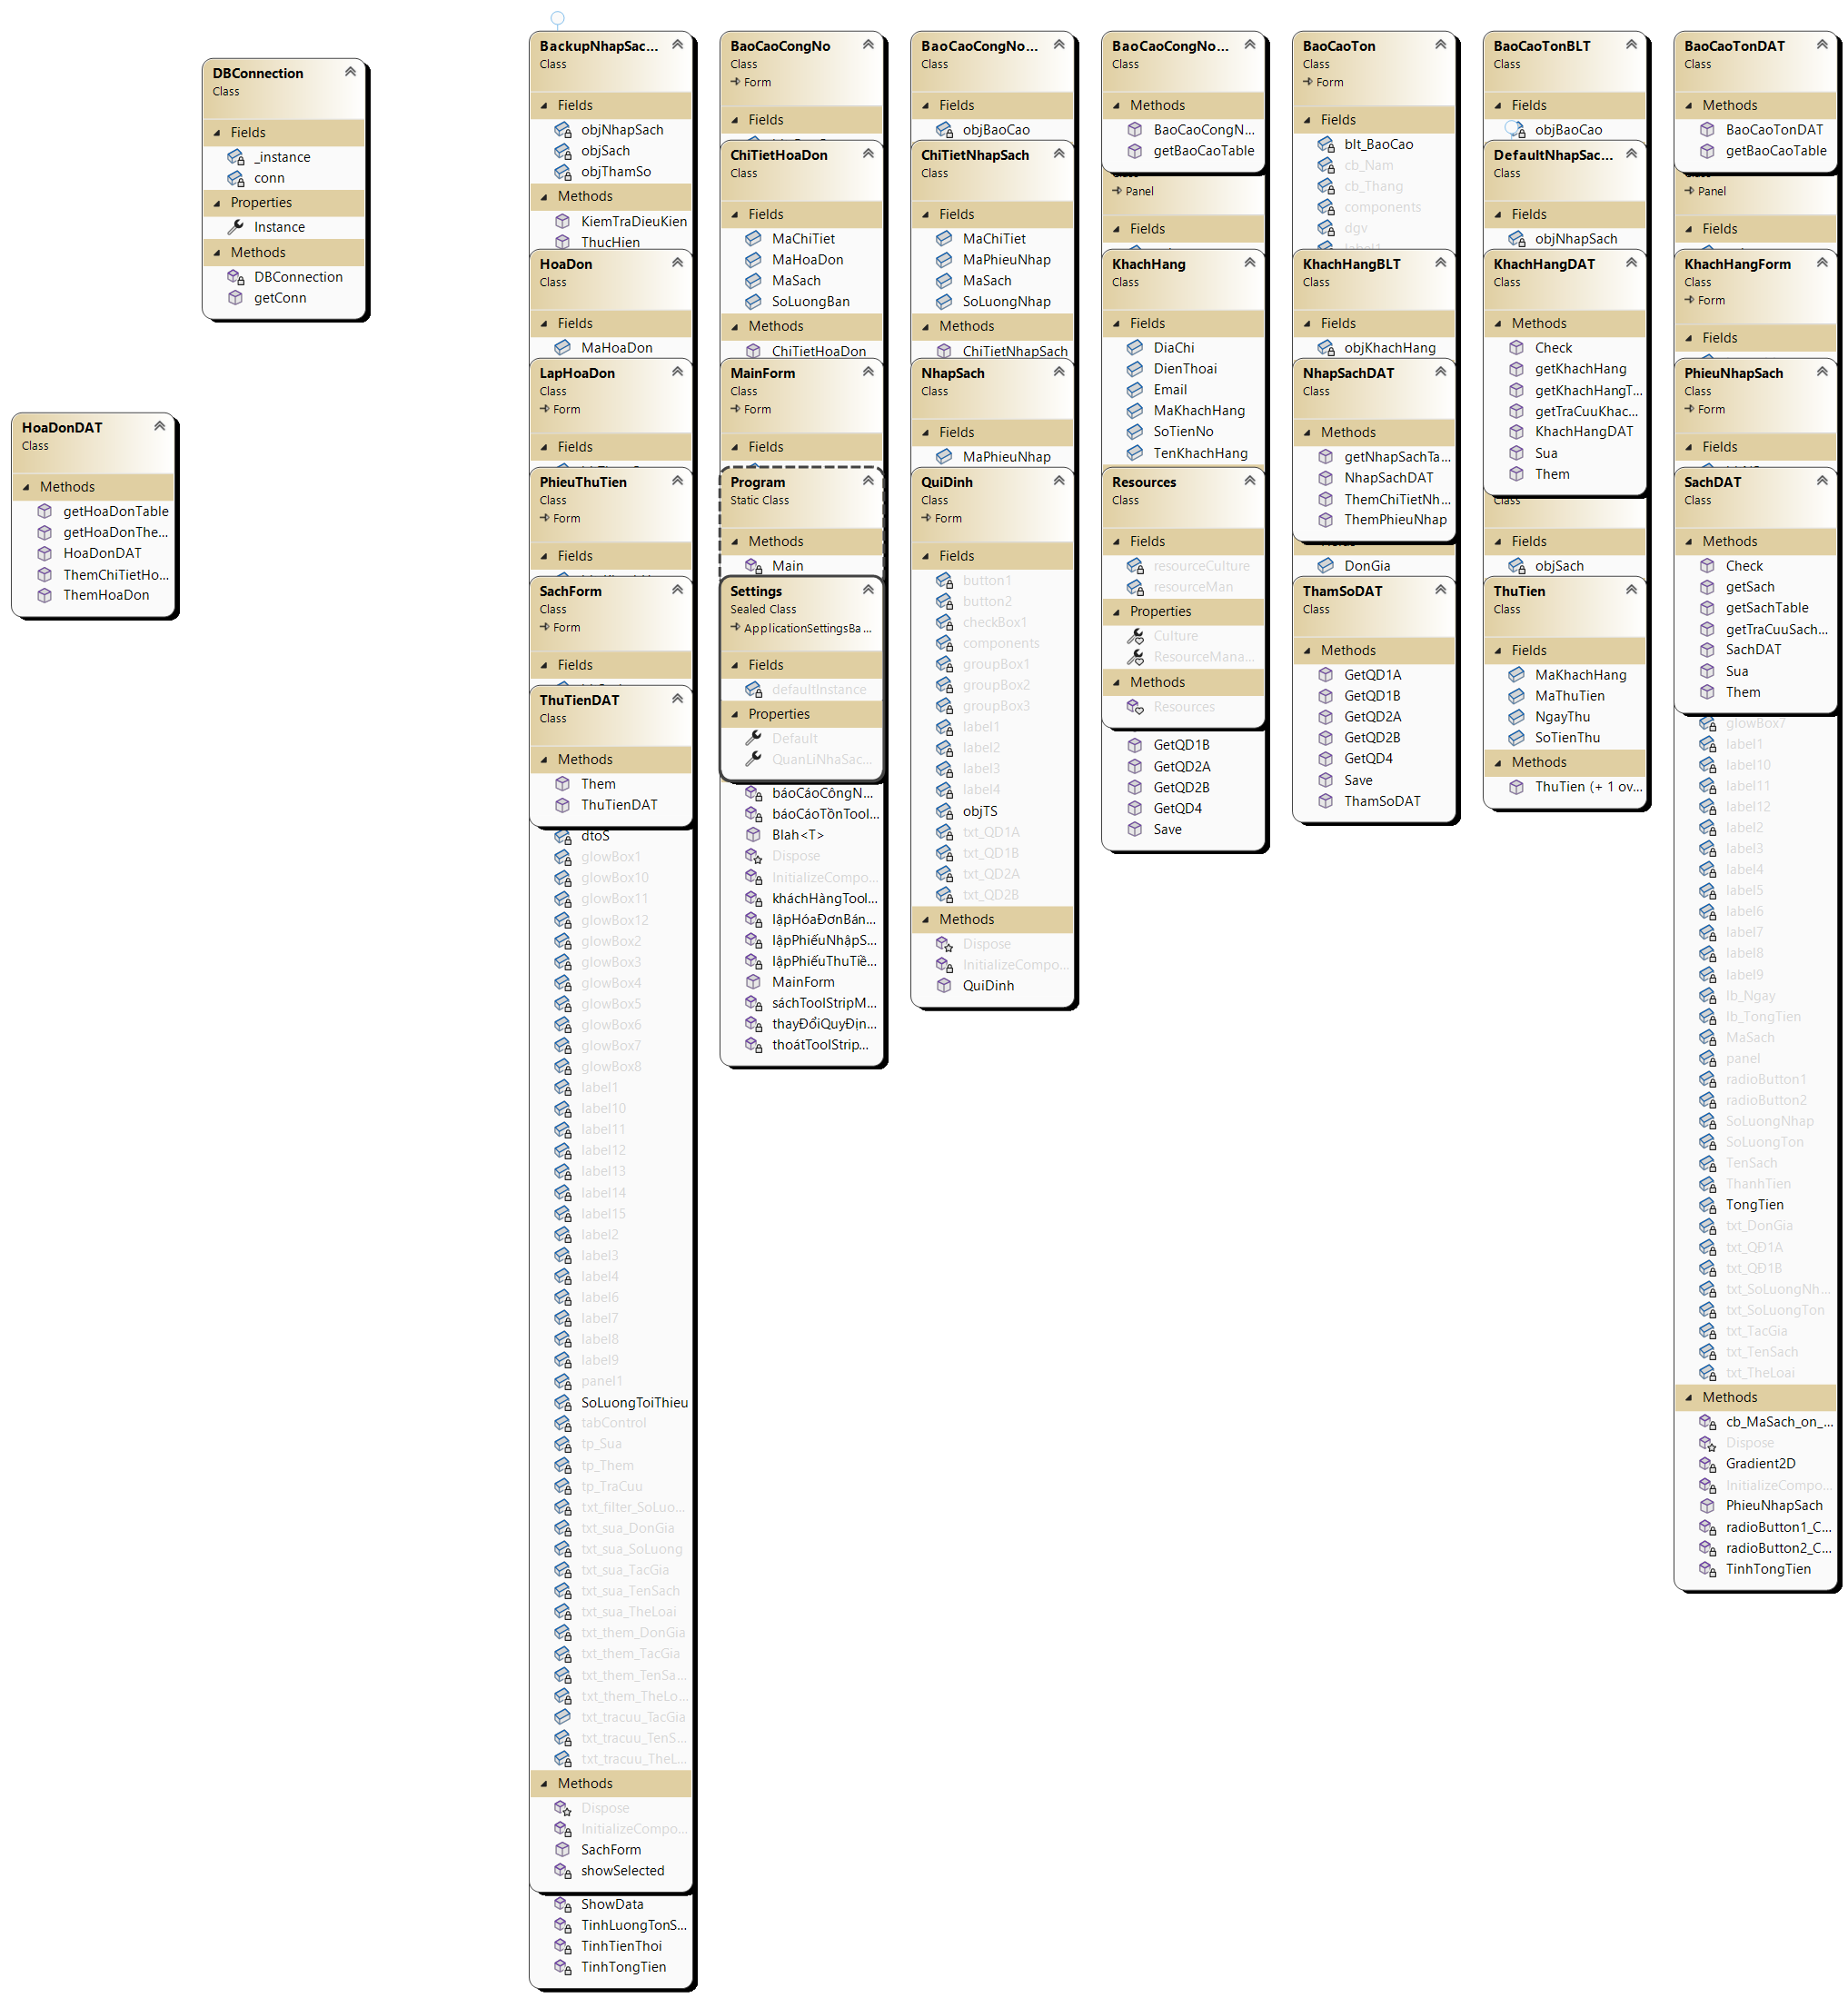 DBConnection
Class
Fields
_instance
conn
Properties
Instance
Methods
DBConnection
getConn
HoaDonDAT
Class
Methods
getHoaDonTable
getHoaDonThe...
HoaDonDAT
ThemChiTietHo...
ThemHoaDon
BackupNhapSac...
Class
Fields
objNhapSach
objSach
objThamSo
Methods
KiemTraDieuKien
ThucHien
HoaDon
Class
Fields
MaHoaDon
LapHoaDon
Class
Form
Fields
PhieuThuTien
Class
Form
Fields
SachForm
Class
Form
Fields
ThuTienDAT
Class
Methods
Them
ThuTienDAT
dtoS
glowBox1
glowBox10
glowBox11
glowBox12
glowBox2
glowBox3
glowBox4
glowBox5
glowBox6
glowBox7
glowBox8
label1
label10
label11
label12
label13
label14
label15
label2
label3
label4
label6
label7
label8
label9
panel1
SoLuongToiThieu
tabControl
tp_Sua
tp_Them
tp_TraCuu
txt_filter_SoLuo...
txt_sua_DonGia
txt_sua_SoLuong
txt_sua_TacGia
txt_sua_TenSach
txt_sua_TheLoai
txt_them_DonGia
txt_them_TacGia
txt_them_TenSa...
txt_them_TheLo...
txt_tracuu_TacGia
txt_tracuu_TenS...
txt_tracuu_TheL...
Methods
Dispose
InitializeCompo...
SachForm
showSelected
ShowData
TinhLuongTonS...
TinhTienThoi
TinhTongTien
BaoCaoCongNo
Class
Form
Fields
ChiTietHoaDon
Class
Fields
MaChiTiet
MaHoaDon
MaSach
SoLuongBan
Methods
ChiTietHoaDon
MainForm
Class
Form
Fields
Program
Static Class
Methods
Main
Settings
Sealed Class
ApplicationSettingsBa...
Fields
defaultInstance
Properties
Default
QuanLiNhaSac...
báoCáoCôngN...
báoCáoTồnTool...
Blah<T>
Dispose
InitializeCompo...
kháchHàngTool...
lậpHóaĐơnBán...
lậpPhiếuNhậpS...
lậpPhiếuThuTiề...
MainForm
sáchToolStripM...
thayĐổiQuyĐịn...
thoátToolStrip...
BaoCaoCongNo...
Class
Fields
objBaoCao
ChiTietNhapSach
Class
Fields
MaChiTiet
MaPhieuNhap
MaSach
SoLuongNhap
Methods
ChiTietNhapSach
NhapSach
Class
Fields
MaPhieuNhap
QuiDinh
Class
Form
Fields
button1
button2
checkBox1
components
groupBox1
groupBox2
groupBox3
label1
label2
label3
label4
objTS
txt_QD1A
txt_QD1B
txt_QD2A
txt_QD2B
Methods
Dispose
InitializeCompo...
QuiDinh
BaoCaoCongNo...
Class
Methods
BaoCaoCongN...
getBaoCaoTable
Panel
Fields
KhachHang
Class
Fields
DiaChi
DienThoai
Email
MaKhachHang
SoTienNo
TenKhachHang
Resources
Class
Fields
resourceCulture
resourceMan
Properties
Culture
ResourceMana...
Methods
Resources
GetQD1B
GetQD2A
GetQD2B
GetQD4
Save
BaoCaoTon
Class
Form
Fields
blt_BaoCao
cb_Nam
cb_Thang
components
dgv
label1
KhachHangBLT
Class
Fields
objKhachHang
NhapSachDAT
Class
Methods
getNhapSachTa...
NhapSachDAT
ThemChiTietNh...
ThemPhieuNhap
DonGia
ThamSoDAT
Class
Methods
GetQD1A
GetQD1B
GetQD2A
GetQD2B
GetQD4
Save
ThamSoDAT
BaoCaoTonBLT
Class
Fields
objBaoCao
DefaultNhapSac...
Class
Fields
objNhapSach
KhachHangDAT
Class
Methods
Check
getKhachHang
getKhachHangT...
getTraCuuKhac...
KhachHangDAT
Sua
Them
Class
Fields
objSach
ThuTien
Class
Fields
MaKhachHang
MaThuTien
NgayThu
SoTienThu
Methods
ThuTien (+ 1 ov...
BaoCaoTonDAT
Class
Methods
BaoCaoTonDAT
getBaoCaoTable
Panel
Fields
KhachHangForm
Class
Form
Fields
PhieuNhapSach
Class
Form
Fields
SachDAT
Class
Methods
Check
getSach
getSachTable
getTraCuuSach...
SachDAT
Sua
Them
glowBox7
label1
label10
label11
label12
label2
label3
label4
label5
label6
label7
label8
label9
lb_Ngay
lb_TongTien
MaSach
panel
radioButton1
radioButton2
SoLuongNhap
SoLuongTon
TenSach
ThanhTien
TongTien
txt_DonGia
txt_QĐ1A
txt_QĐ1B
txt_SoLuongNh...
txt_SoLuongTon
txt_TacGia
txt_TenSach
txt_TheLoai
Methods
cb_MaSach_on_...
Dispose
Gradient2D
InitializeCompo...
PhieuNhapSach
radioButton1_C...
radioButton2_C...
TinhTongTien